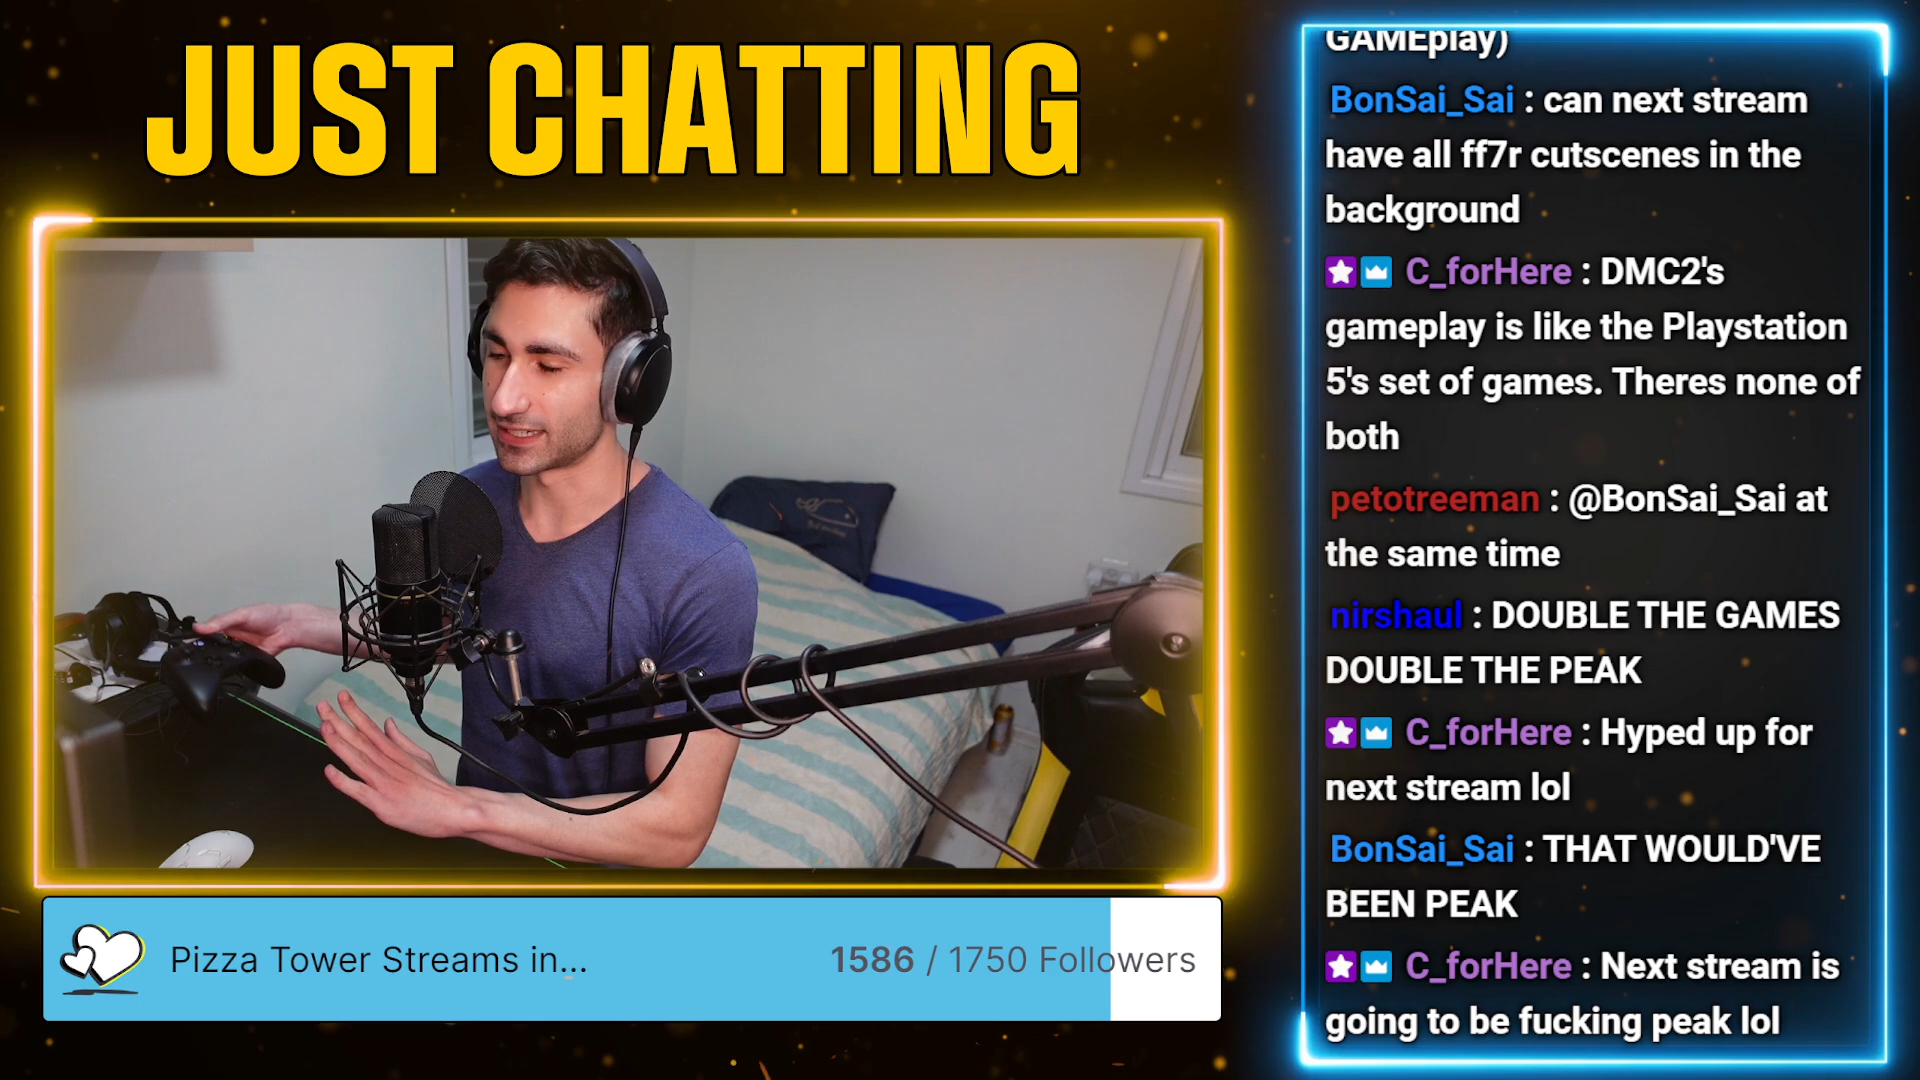 JUST CHATTING
Pizza Tower Streams in...
1586 / 1750 Followers
GAMEplay)
BonSai_Sai : can next stream
have all ff7r cutscenes in the
background
C_forHere : DMC2's
gameplay is like the Playstation
5's set of games. Theres none of
both
petotreeman : @BonSai_Sai at
the same time
nirshaul : DOUBLE THE GAMES
DOUBLE THE PEAK
C_forHere : Hyped up for
next stream lol
BonSai_Sai : THAT WOULD'VE
BEEN PEAK
C_forHere : Next stream is
going to be fucking peak lol